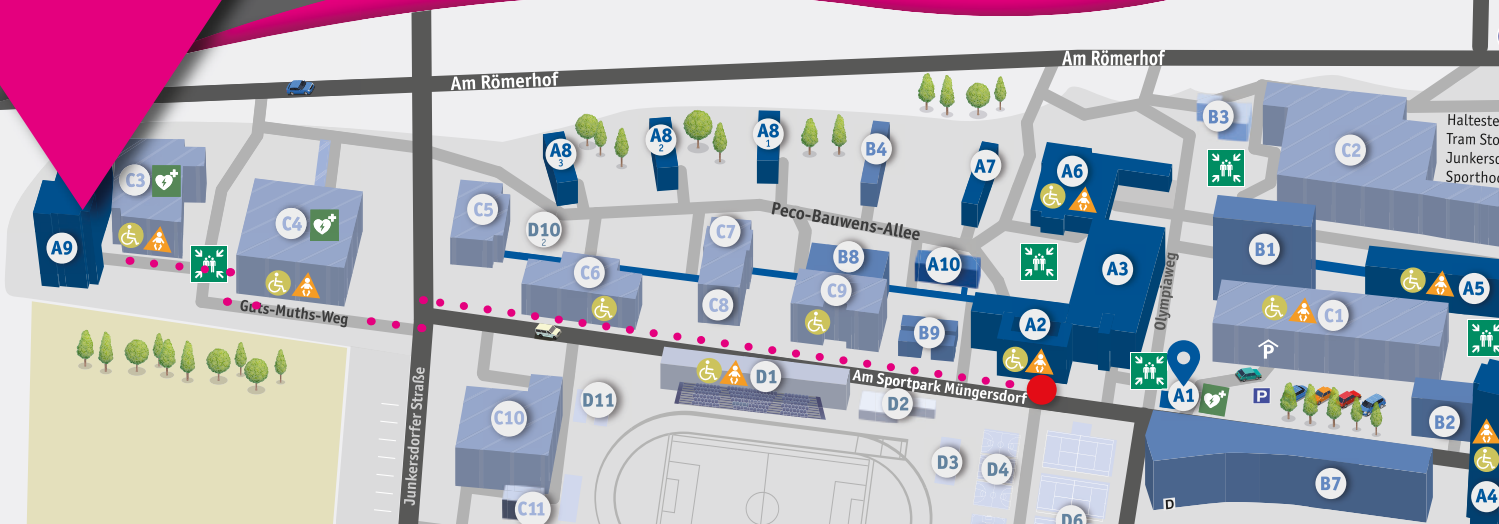 Am Römerhof
Am Römerhof
B3
Halteste
Tram Sto
Junkersd
Sporthoc
C2
A8
3
A8
2
A8
1
B4
A7
A6
C3
C4
C5
D10
2
C7
Peco-Bauwens-Allee
A9
C6
B8
A10
A3
B1
A5
C9
C8
Guts-Muths-Weg
B9
A2
Olympiaweg
C1
P
D1
Am Sportpark Müngersdorf
Junkersdorfer Straße
D11
D2
A1
P
C10
B2
D3
D4
B7
A4
C11
D
D6